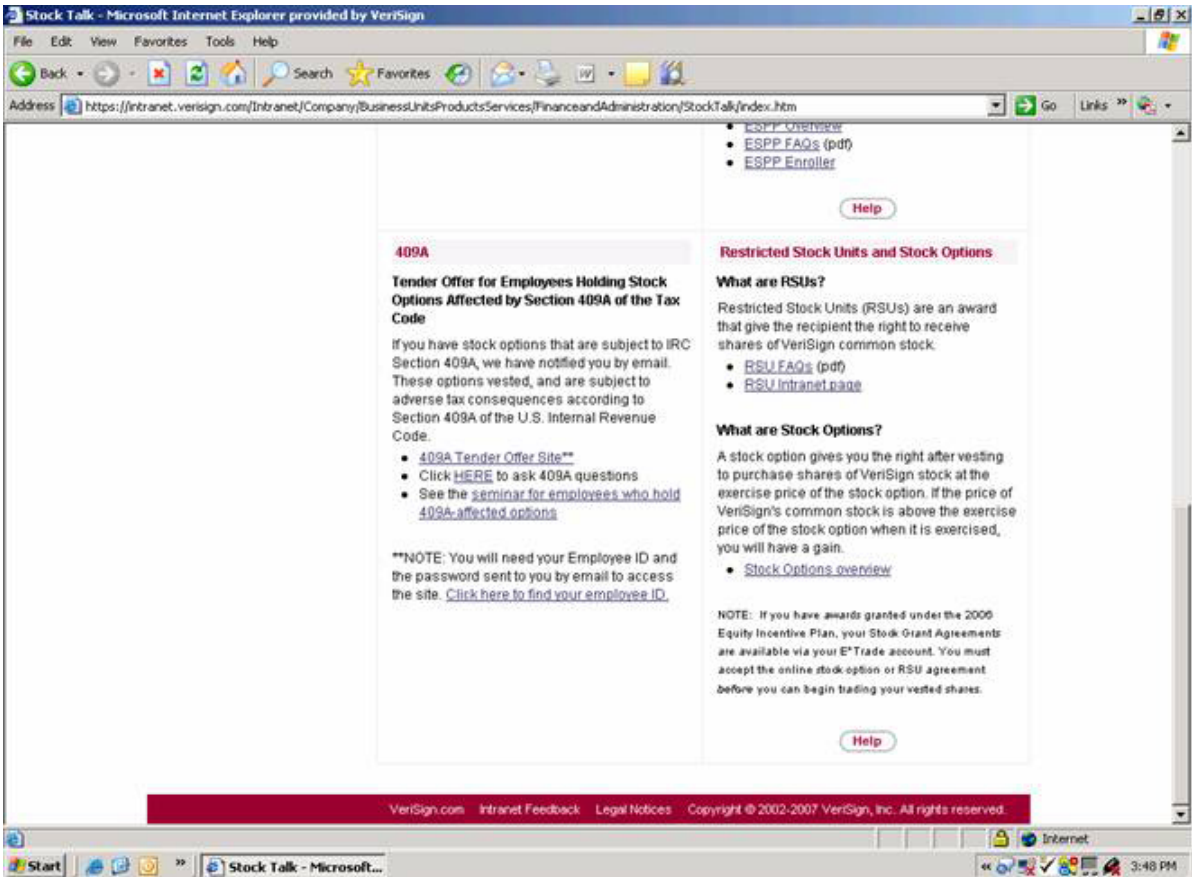 Stock Talk - Microsoft Internet Explorer provided by VeriSign
File Edit View Favorites Tools Help
Back Search Favorites
Address https://intranet.verisign.com/Intranet/Company/BusinessUnitsProductsServices/FinanceandAdministration/StockTalk/index.htm Go Links »
• ESPP Overview
• ESPP FAQs (pdf)
• ESPP Enroller
Help
409A
Tender Offer for Employees Holding Stock
Options Affected by Section 409A of the Tax
Code
If you have stock options that are subject to IRC
Section 409A, we have notified you by email.
These options vested, and are subject to
adverse tax consequences according to
Section 409A of the U.S. Internal Revenue
Code.
• 409A Tender Offer Site**
• Click HERE to ask 409A questions
• See the seminar for employees who hold
409A-affected options
**NOTE: You will need your Employee ID and
the password sent to you by email to access
the site. Click here to find your employee ID.
Restricted Stock Units and Stock Options
What are RSUs?
Restricted Stock Units (RSUs) are an award
that give the recipient the right to receive
shares of VeriSign common stock.
• RSU FAQs (pdf)
• RSU Intranet page
What are Stock Options?
A stock option gives you the right after vesting
to purchase shares of VeriSign stock at the
exercise price of the stock option. If the price of
VeriSign's common stock is above the exercise
price of the stock option when it is exercised,
you will have a gain.
• Stock Options overview
NOTE: If you have awards granted under the 2006
Equity Incentive Plan, your Stock Grant Agreements
are available via your E*Trade account. You must
accept the online stock option or RSU agreement
before you can begin trading your vested shares.
Help
VeriSign.com Intranet Feedback Legal Notices Copyright © 2002-2007 VeriSign, Inc. All rights reserved.
Internet
Start » Stock Talk - Microsoft... « 3:48 PM